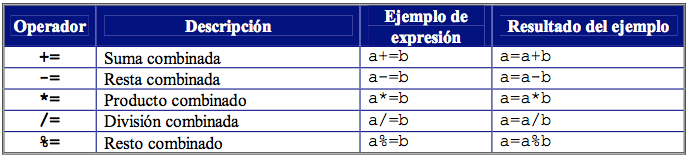 Operador Descripción Ejemplo de expresión Resultado del ejemplo
+= Suma combinada a+=b a=a+b
-= Resta combinada a-=b a=a-b
*= Producto combinado a*=b a=a*b
/= División combinada a/=b a=a/b
%= Resto combinado a%=b a=a%b